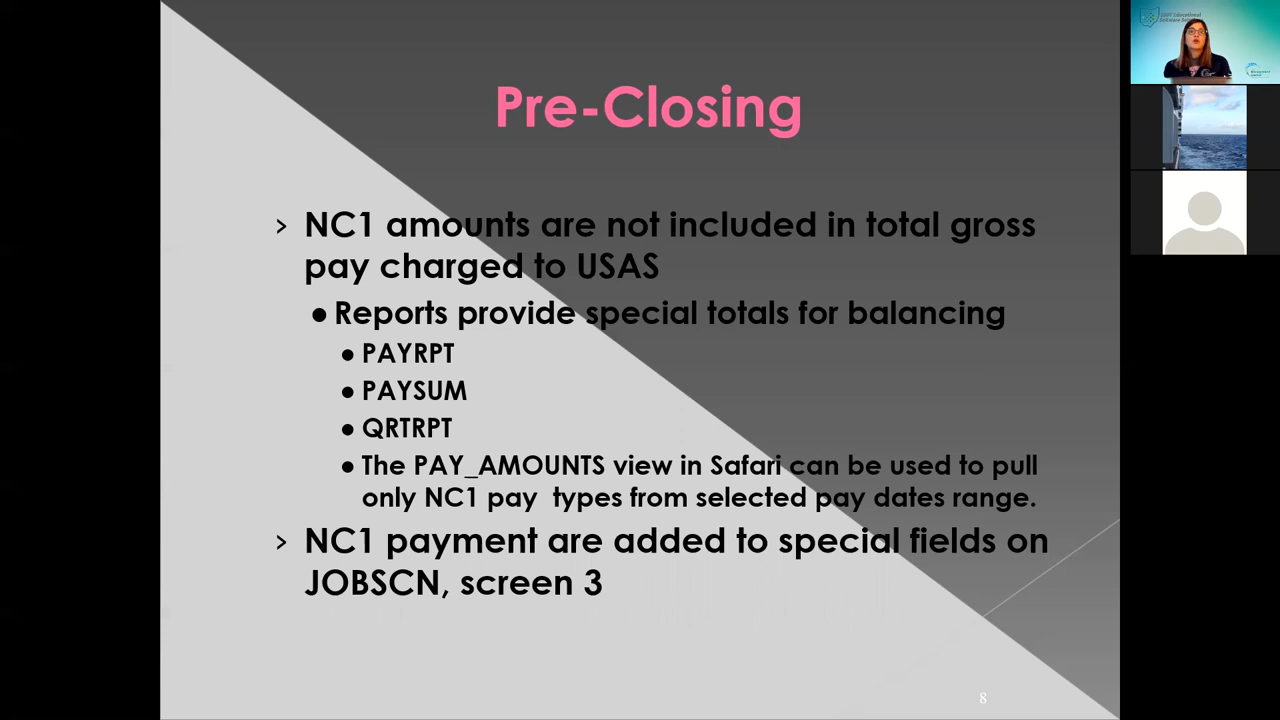 Pre-Closing
› NC1 amounts are not included in total gross
pay charged to USAS
● Reports provide special totals for balancing
● PAYRPT
● PAYSUM
● QRTRPT
● The PAY_AMOUNTS view in Safari can be used to pull
only NC1 pay  types from selected pay dates range.
› NC1 payment are added to special fields on
JOBSCN, screen 3
8